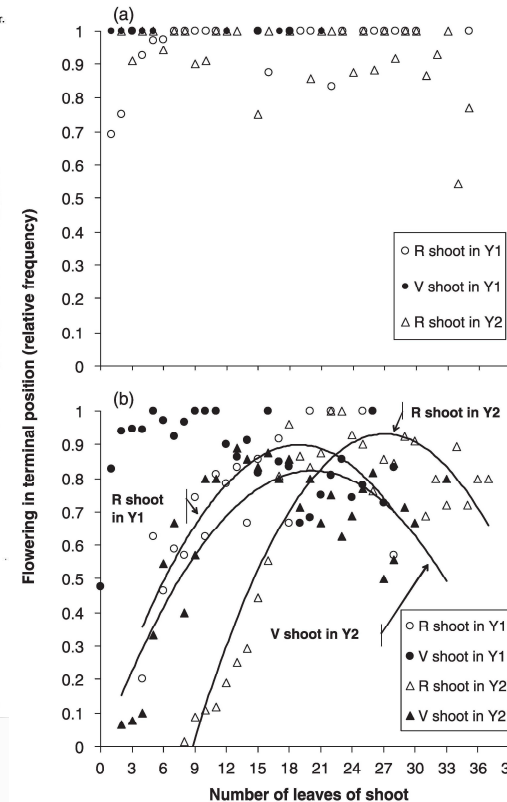 r.
(a)
1
0.9
0.8
0.7
0.6
0.5
0.4
0.3
0.2
0.1
0
R shoot in Y1
V shoot in Y1
R shoot in Y2
Flowering in terminal position (relative frequency)
(b)
1
0.9
0.8
0.7
0.6
0.5
0.4
0.3
0.2
0.1
0
R shoot in Y2
R shoot
in Y1
V shoot in Y2
R shoot in Y1
V shoot in Y1
R shoot in Y2
V shoot in Y2
0 3 6 9 12 15 18 21 24 27 30 33 36
Number of leaves of shoot